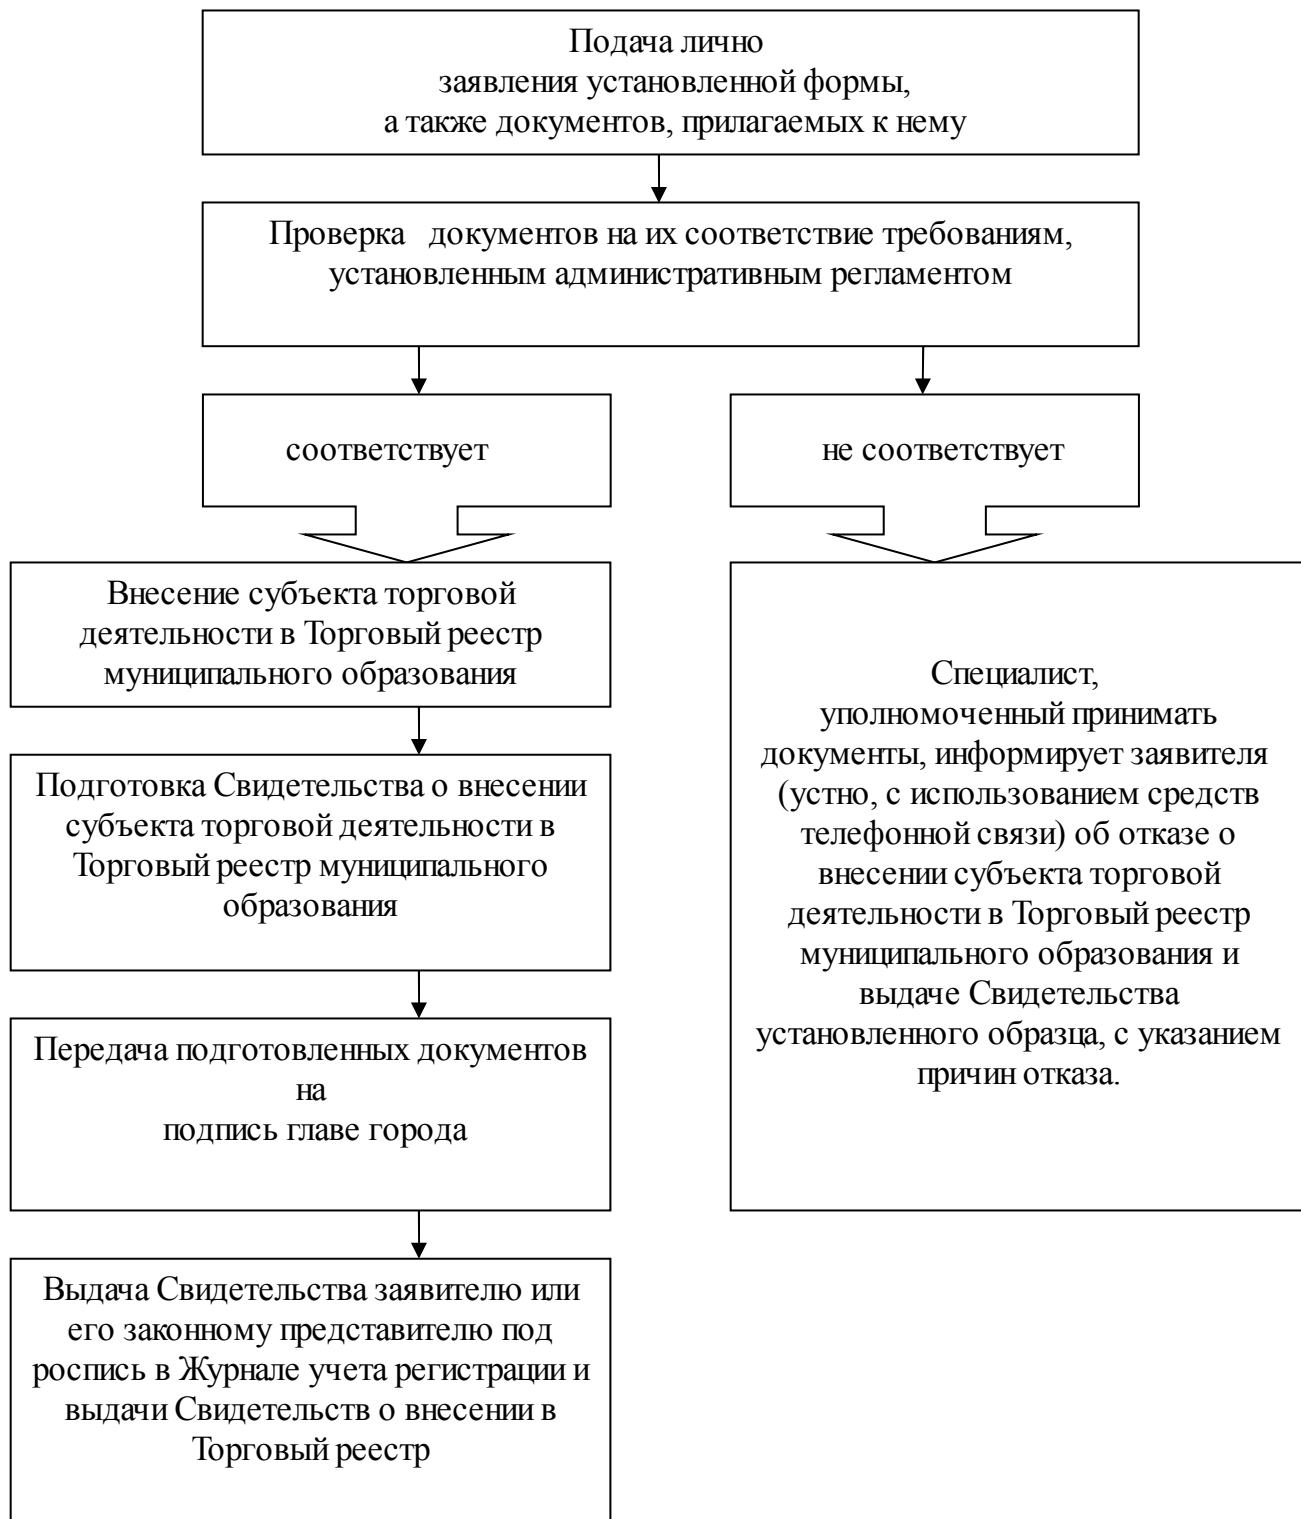 Подача лично
заявления установленной формы,
а также документов, прилагаемых к нему
Проверка документов на их соответствие требованиям,
установленным административным регламентом
соответствует
не соответствует
Внесение субъекта торговой
деятельности в Торговый реестр
муниципального образования
Подготовка Свидетельства о внесении
субъекта торговой деятельности в
Торговый реестр муниципального
образования
Передача подготовленных документов
на
подпись главе города
Выдача Свидетельства заявителю или
его законному представителю под
роспись в Журнале учета регистрации и
выдачи Свидетельств о внесении в
Торговый реестр
Специалист,
уполномоченный принимать
документы, информирует заявителя
(устно, с использованием средств
телефонной связи) об отказе о
внесении субъекта торговой
деятельности в Торговый реестр
муниципального образования и
выдаче Свидетельства
установленного образца, с указанием
причин отказа.